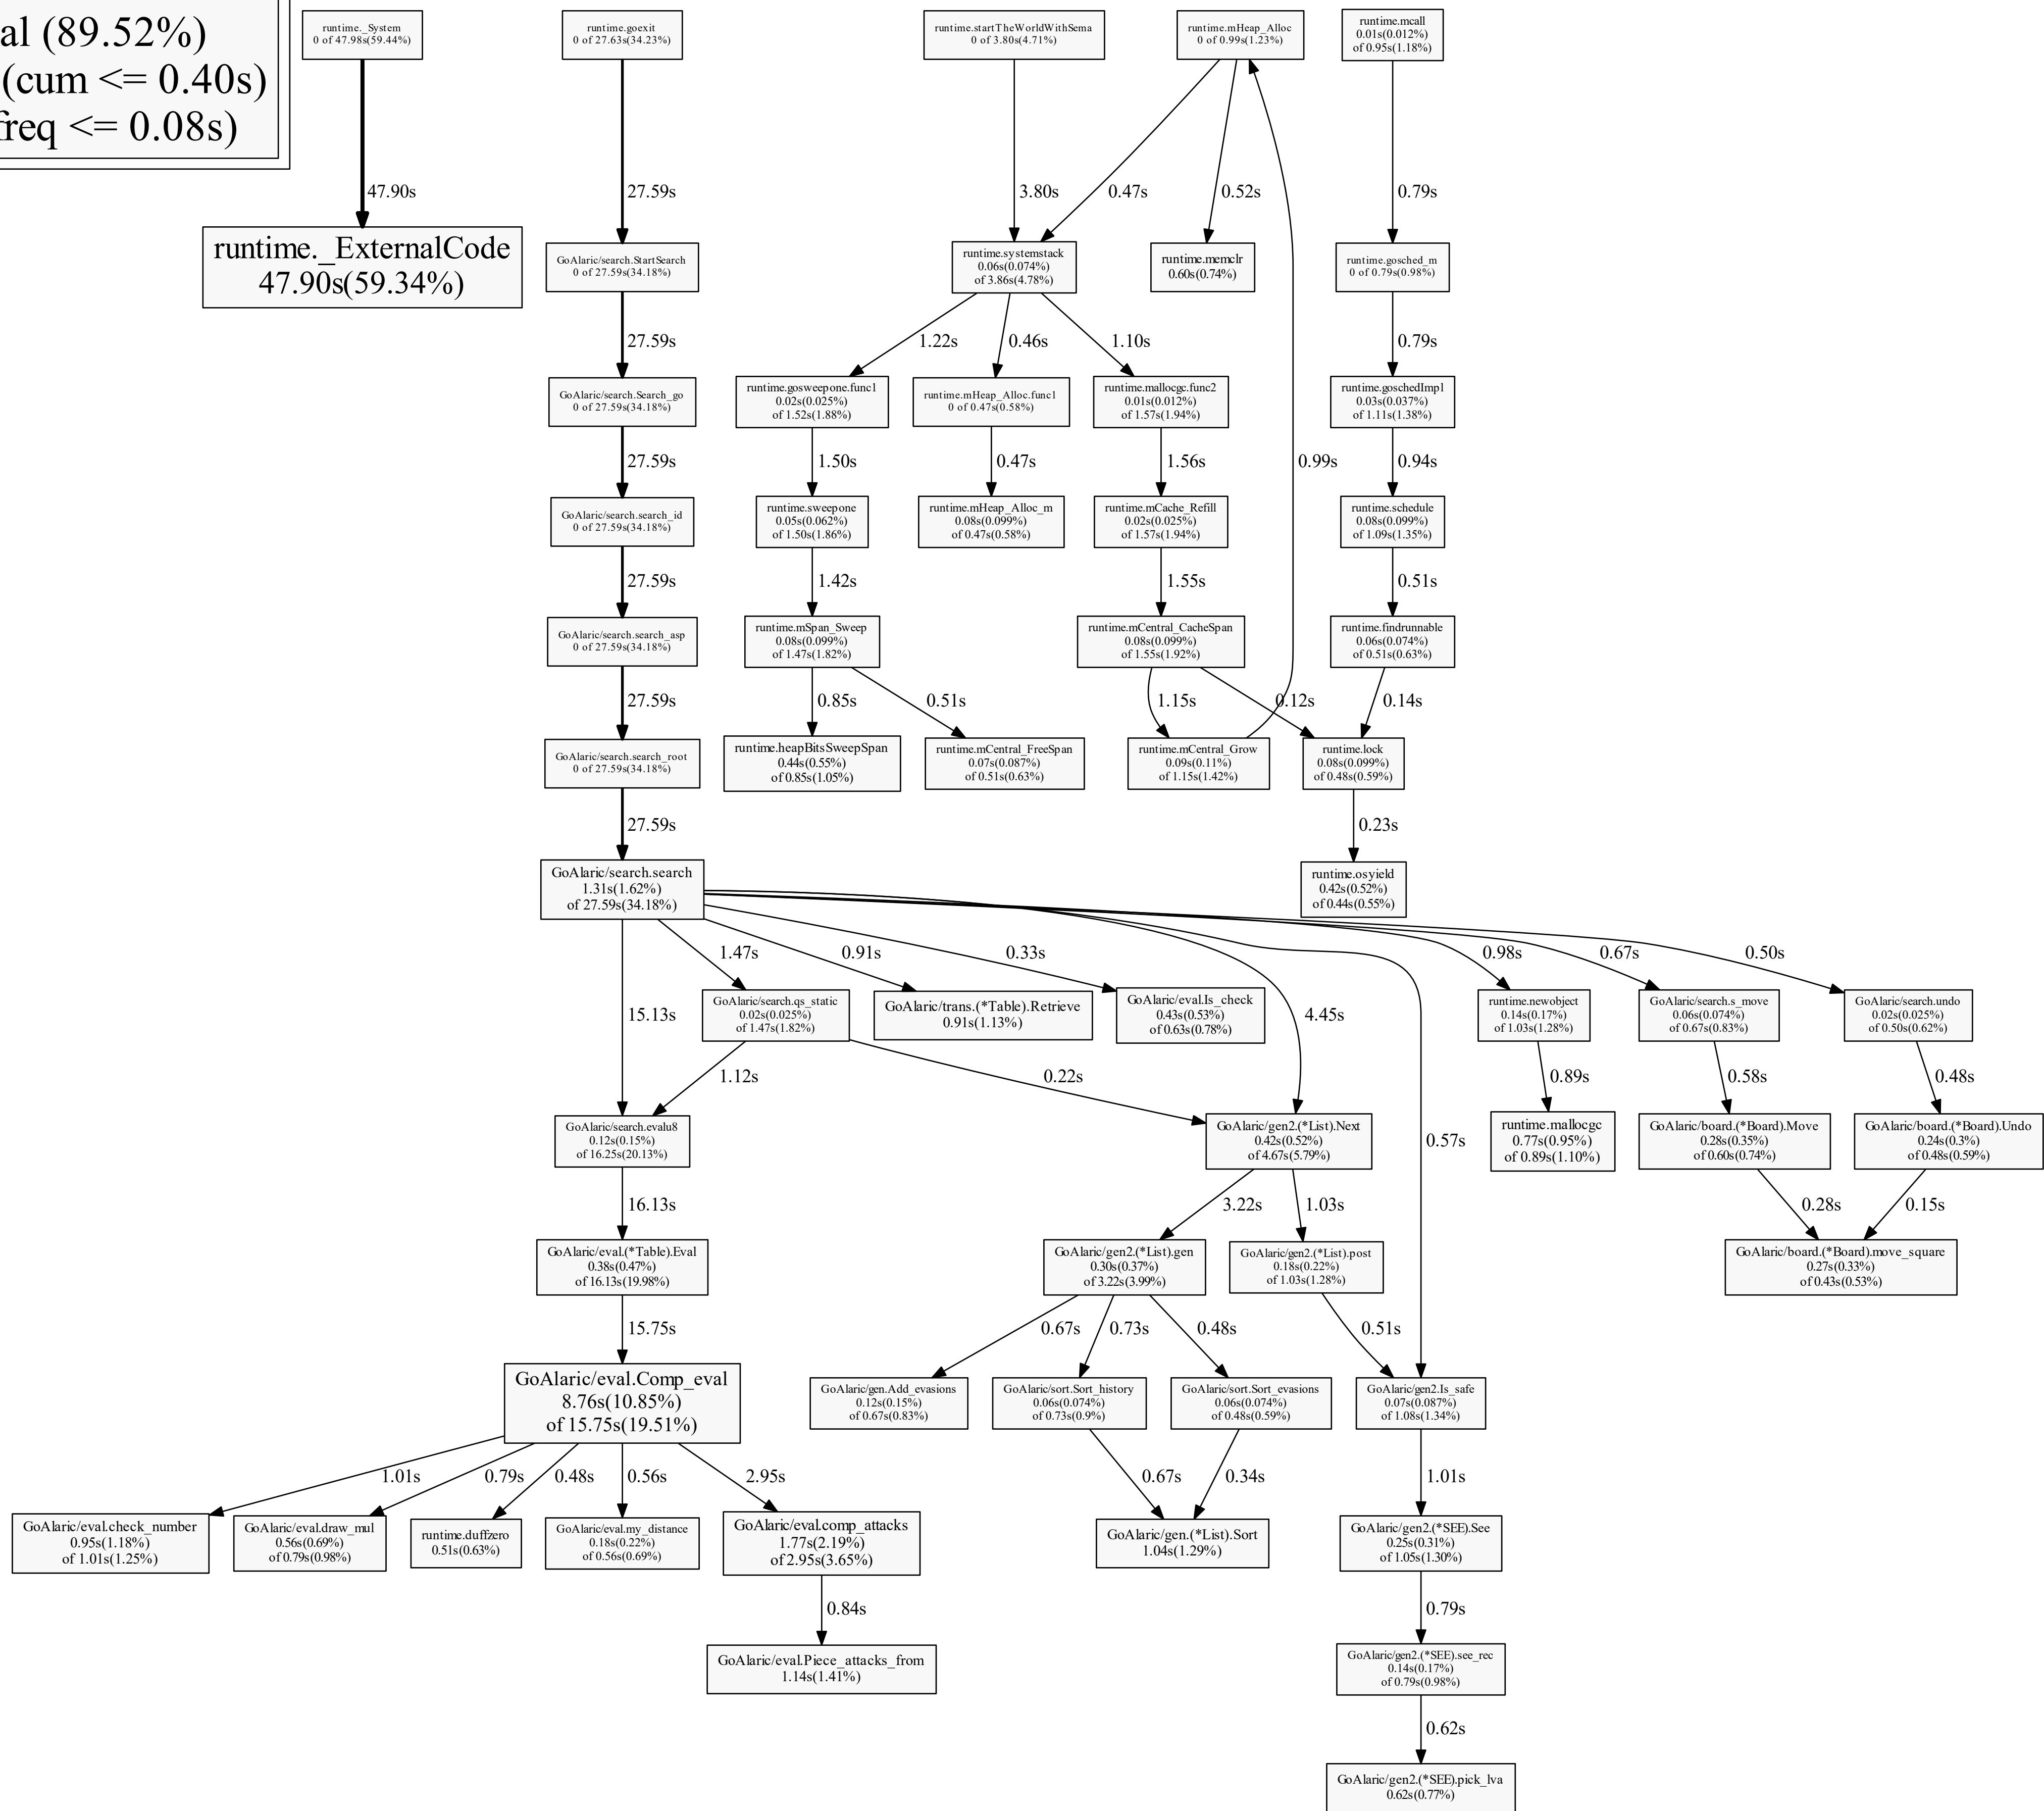 al (89.52%)
(cum <= 0.40s)
freq <= 0.08s)
runtime._System
0 of 47.98s(59.44%)
runtime.goexit
0 of 27.63s(34.23%)
runtime.startTheWorldWithSema
0 of 3.80s(4.71%)
runtime.mHeap_Alloc
0 of 0.99s(1.23%)
runtime.mcall
0.01s(0.012%)
of 0.95s(1.18%)
47.90s
27.59s
3.80s
0.47s
0.52s
0.79s
runtime._ExternalCode
47.90s(59.34%)
GoAlaric/search.StartSearch
0 of 27.59s(34.18%)
runtime.systemstack
0.06s(0.074%)
of 3.86s(4.78%)
runtime.memclr
0.60s(0.74%)
runtime.gosched_m
0 of 0.79s(0.98%)
27.59s
1.22s
0.46s
1.10s
0.79s
GoAlaric/search.Search_go
0 of 27.59s(34.18%)
runtime.gosweepone.func1
0.02s(0.025%)
of 1.52s(1.88%)
runtime.mHeap_Alloc.func1
0 of 0.47s(0.58%)
runtime.mallocgc.func2
0.01s(0.012%)
of 1.57s(1.94%)
runtime.goschedImpl
0.03s(0.037%)
of 1.11s(1.38%)
27.59s
1.50s
0.47s
1.56s
0.99s
0.94s
GoAlaric/search.search_id
0 of 27.59s(34.18%)
runtime.sweepone
0.05s(0.062%)
of 1.50s(1.86%)
runtime.mHeap_Alloc_m
0.08s(0.099%)
of 0.47s(0.58%)
runtime.mCache_Refill
0.02s(0.025%)
of 1.57s(1.94%)
runtime.schedule
0.08s(0.099%)
of 1.09s(1.35%)
27.59s
1.42s
1.55s
0.51s
GoAlaric/search.search_asp
0 of 27.59s(34.18%)
runtime.mSpan_Sweep
0.08s(0.099%)
of 1.47s(1.82%)
runtime.mCentral_CacheSpan
0.08s(0.099%)
of 1.55s(1.92%)
runtime.findrunnable
0.06s(0.074%)
of 0.51s(0.63%)
27.59s
0.85s
0.51s
1.15s
0.12s
0.14s
GoAlaric/search.search_root
0 of 27.59s(34.18%)
runtime.heapBitsSweepSpan
0.44s(0.55%)
of 0.85s(1.05%)
runtime.mCentral_FreeSpan
0.07s(0.087%)
of 0.51s(0.63%)
runtime.mCentral_Grow
0.09s(0.11%)
of 1.15s(1.42%)
runtime.lock
0.08s(0.099%)
of 0.48s(0.59%)
27.59s
0.23s
GoAlaric/search.search
1.31s(1.62%)
of 27.59s(34.18%)
runtime.osyield
0.42s(0.52%)
of 0.44s(0.55%)
15.13s
1.47s
0.91s
0.33s
4.45s
0.57s
0.98s
0.67s
0.50s
GoAlaric/search.qs_static
0.02s(0.025%)
of 1.47s(1.82%)
GoAlaric/trans.(*Table).Retrieve
0.91s(1.13%)
GoAlaric/eval.Is_check
0.43s(0.53%)
of 0.63s(0.78%)
runtime.newobject
0.14s(0.17%)
of 1.03s(1.28%)
GoAlaric/search.s_move
0.06s(0.074%)
of 0.67s(0.83%)
GoAlaric/search.undo
0.02s(0.025%)
of 0.50s(0.62%)
1.12s
0.22s
0.89s
0.58s
0.48s
GoAlaric/search.evalu8
0.12s(0.15%)
of 16.25s(20.13%)
GoAlaric/gen2.(*List).Next
0.42s(0.52%)
of 4.67s(5.79%)
runtime.mallocgc
0.77s(0.95%)
of 0.89s(1.10%)
GoAlaric/board.(*Board).Move
0.28s(0.35%)
of 0.60s(0.74%)
GoAlaric/board.(*Board).Undo
0.24s(0.3%)
of 0.48s(0.59%)
16.13s
3.22s
1.03s
0.28s
0.15s
GoAlaric/eval.(*Table).Eval
0.38s(0.47%)
of 16.13s(19.98%)
GoAlaric/gen2.(*List).gen
0.30s(0.37%)
of 3.22s(3.99%)
GoAlaric/gen2.(*List).post
0.18s(0.22%)
of 1.03s(1.28%)
GoAlaric/board.(*Board).move_square
0.27s(0.33%)
of 0.43s(0.53%)
15.75s
0.67s
0.73s
0.48s
0.51s
GoAlaric/eval.Comp_eval
8.76s(10.85%)
of 15.75s(19.51%)
GoAlaric/gen.Add_evasions
0.12s(0.15%)
of 0.67s(0.83%)
GoAlaric/sort.Sort_history
0.06s(0.074%)
of 0.73s(0.9%)
GoAlaric/sort.Sort_evasions
0.06s(0.074%)
of 0.48s(0.59%)
GoAlaric/gen2.Is_safe
0.07s(0.087%)
of 1.08s(1.34%)
1.01s
0.79s
0.48s
0.56s
2.95s
0.67s
0.34s
1.01s
GoAlaric/eval.check_number
0.95s(1.18%)
of 1.01s(1.25%)
GoAlaric/eval.draw_mul
0.56s(0.69%)
of 0.79s(0.98%)
runtime.duffzero
0.51s(0.63%)
GoAlaric/eval.my_distance
0.18s(0.22%)
of 0.56s(0.69%)
GoAlaric/eval.comp_attacks
1.77s(2.19%)
of 2.95s(3.65%)
GoAlaric/gen.(*List).Sort
1.04s(1.29%)
GoAlaric/gen2.(*SEE).See
0.25s(0.31%)
of 1.05s(1.30%)
0.84s
0.79s
GoAlaric/eval.Piece_attacks_from
1.14s(1.41%)
GoAlaric/gen2.(*SEE).see_rec
0.14s(0.17%)
of 0.79s(0.98%)
0.62s
GoAlaric/gen2.(*SEE).pick_lva
0.62s(0.77%)